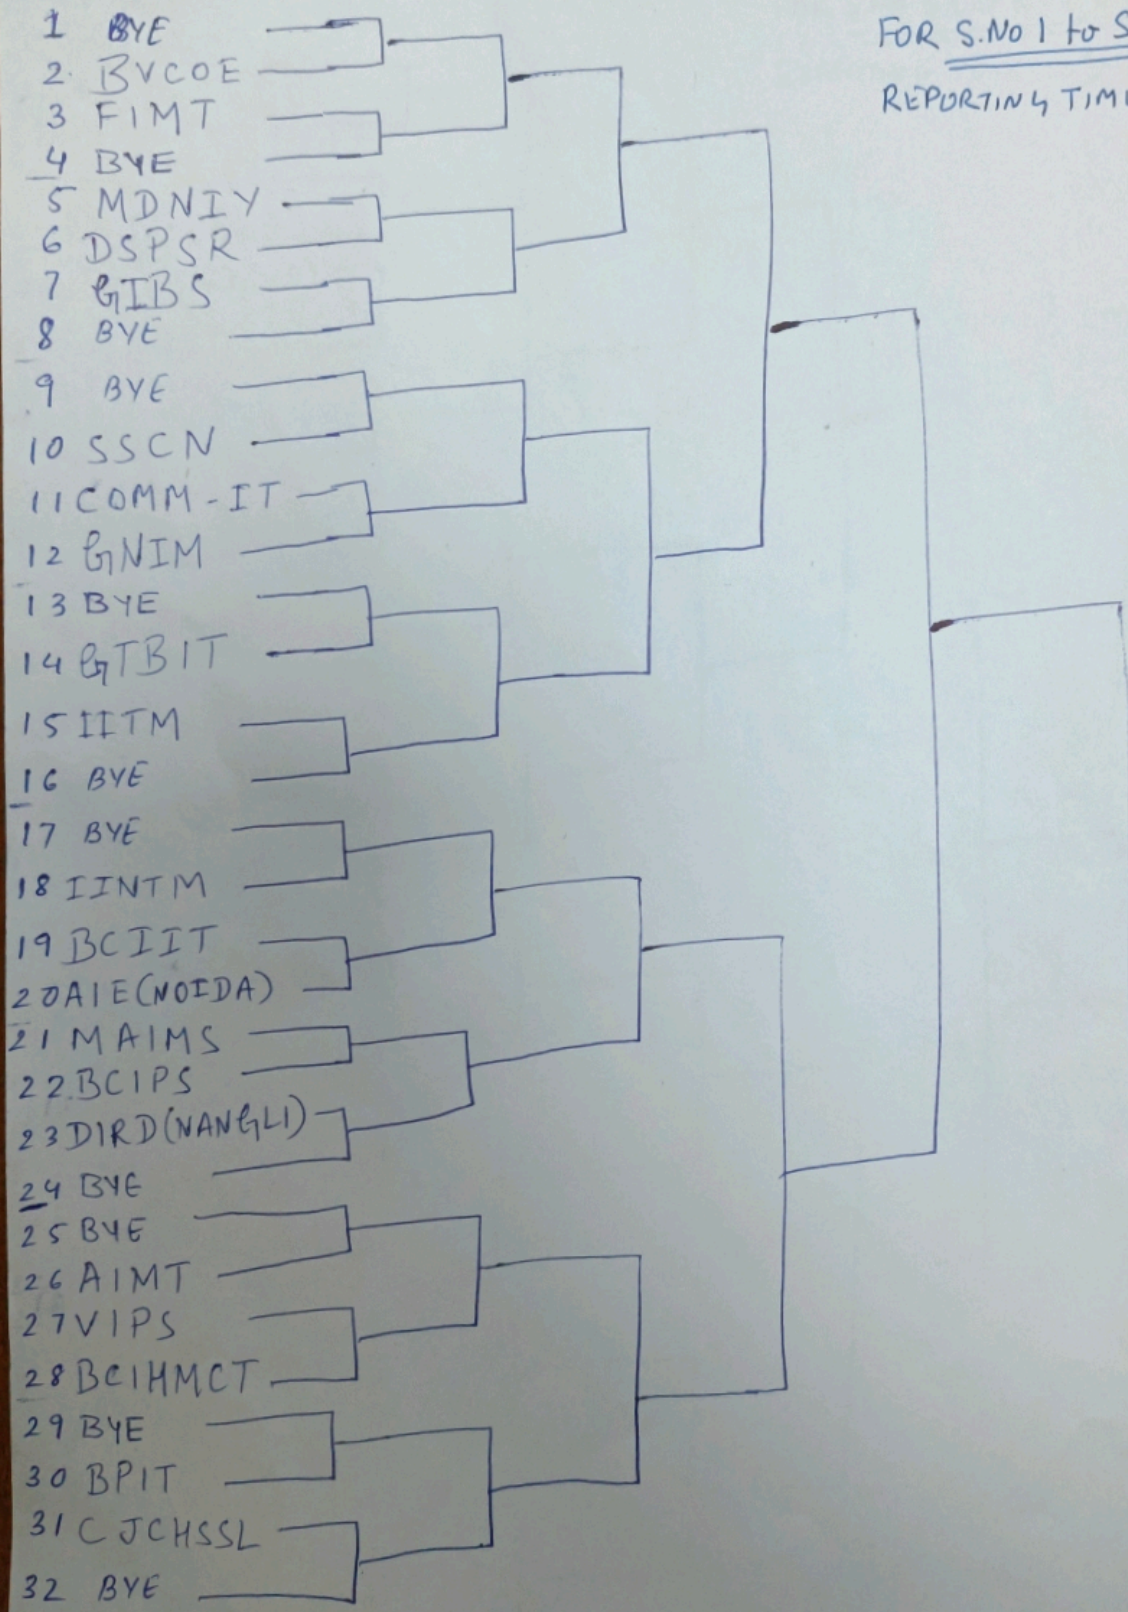 1 BYE
2. BVCOE
3 FIMT
4 BYE
5 MDNIY
6 DSPSR
7 GIBS
8 BYE
9 BYE
10 SSCN
11 COMM-IT
12 GNIM
13 BYE
14 GTBIT
15 IITM
16 BYE
17 BYE
18 IINTM
19 BCIIT
20 AIE(NOIDA)
21 MAIMS
22.BCIPS
23 DIRD(NANGLI)
24 BYE
25 BYE
26 AIMT
27 VIPS
28 BCIHMCT
29 BYE
30 BPIT
31 CJCHSSL
32 BYE
FOR S.No 1 to
REPORTING